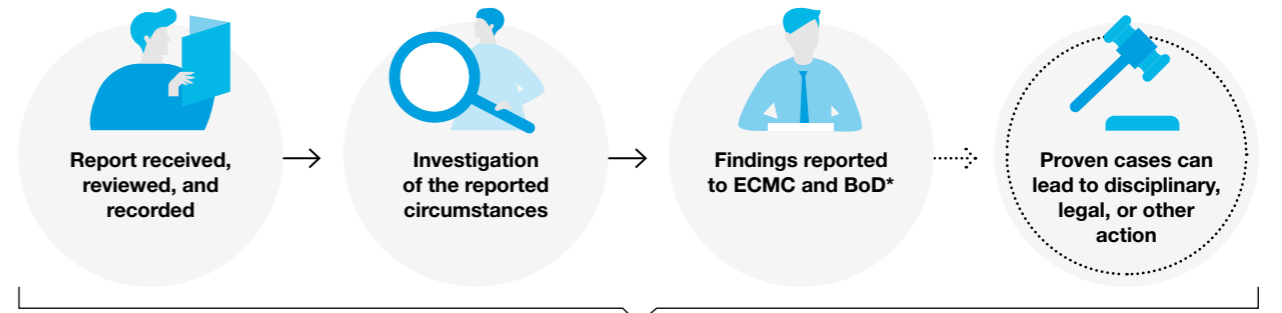 Report received,
reviewed, and
recorded
Investigation
of the reported
circumstances
Findings reported
to ECMC and BoD*
Proven cases can
lead to disciplinary,
legal, or other
action